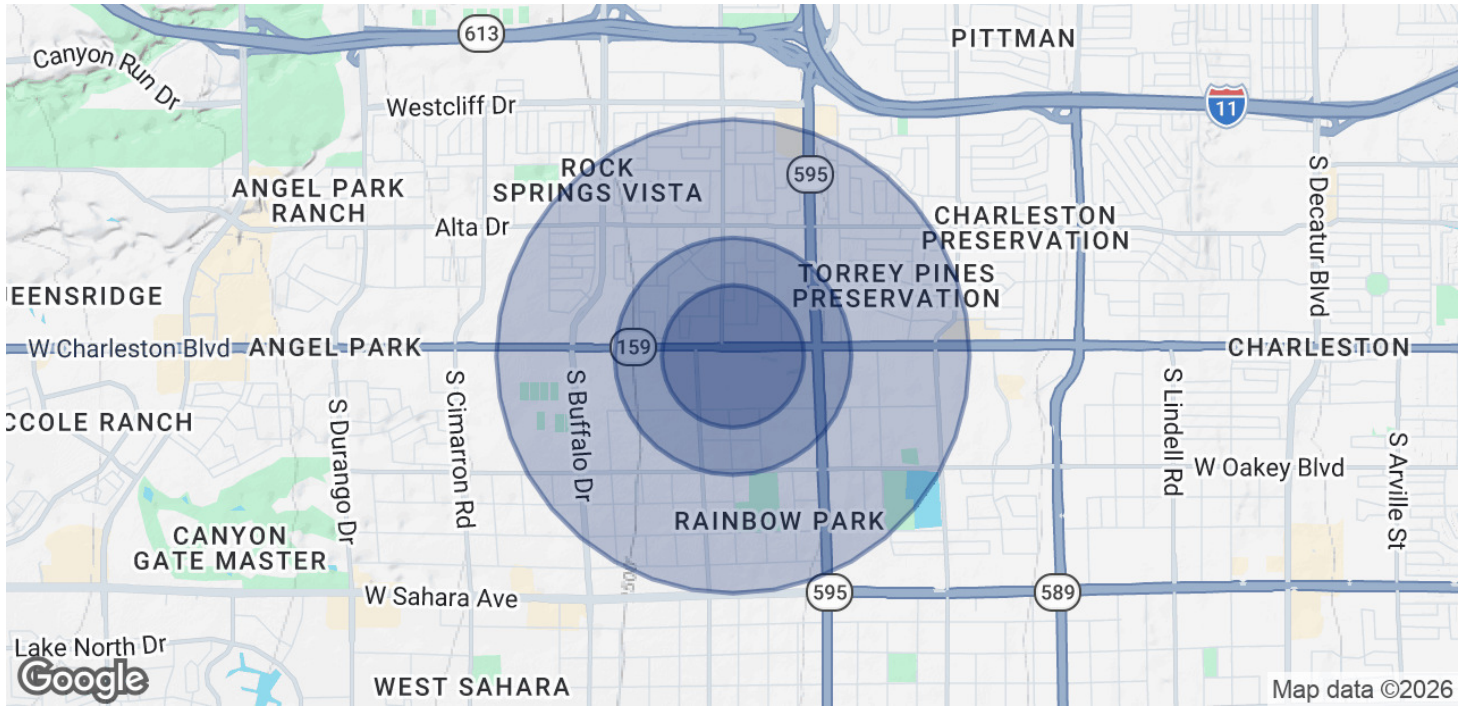 613
PITTMAN
Canyon Run Dr
11
Westcliff Dr
ROCK
SPRINGS VISTA
595
S Decatur Blvd
ANGEL PARK
RANCH
Alta Dr
CHARLESTON
PRESERVATION
TORREY PINES
PRESERVATION
UEENSRIDGE
W Charleston Blvd
ANGEL PARK
159
CHARLESTON
S Cimarron Rd
S Buffalo Dr
S Lindell Rd
CCOLE RANCH
S Durango Dr
S Arville St
W Oakey Blvd
CANYON
GATE MASTER
RAINBOW PARK
W Sahara Ave
595
589
Lake North Dr
Google
WEST SAHARA
Map data ©2026